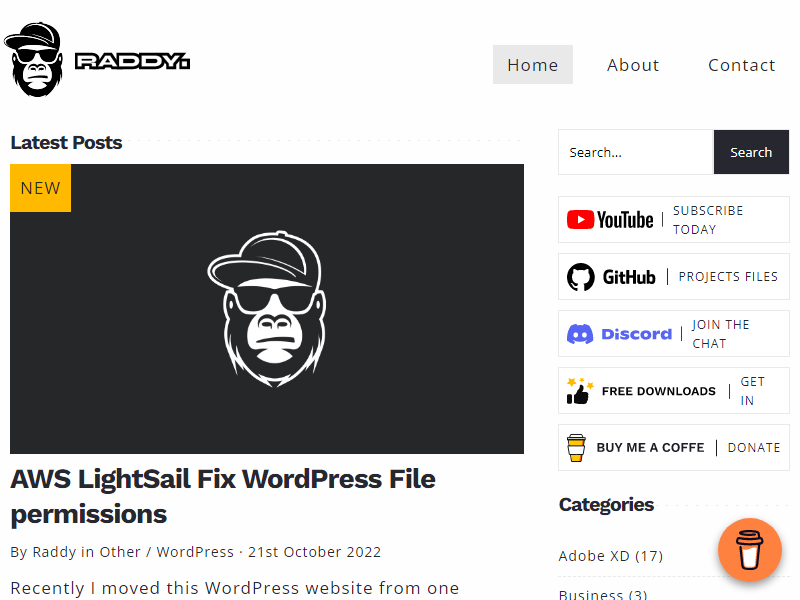 RADDY.
Home
About
Contact
Latest Posts
NEW
AWS LightSail Fix WordPress File
permissions
By Raddy in Other / WordPress · 21st October 2022
Recently I moved this WordPress website from one
Search...
Search
YouTube | SUBSCRIBE
TODAY
GitHub | PROJECTS FILES
Discord | JOIN THE
CHAT
FREE DOWNLOADS | GET
IN
BUY ME A COFFE | DONATE
Categories
Adobe XD (17)
Business (3)